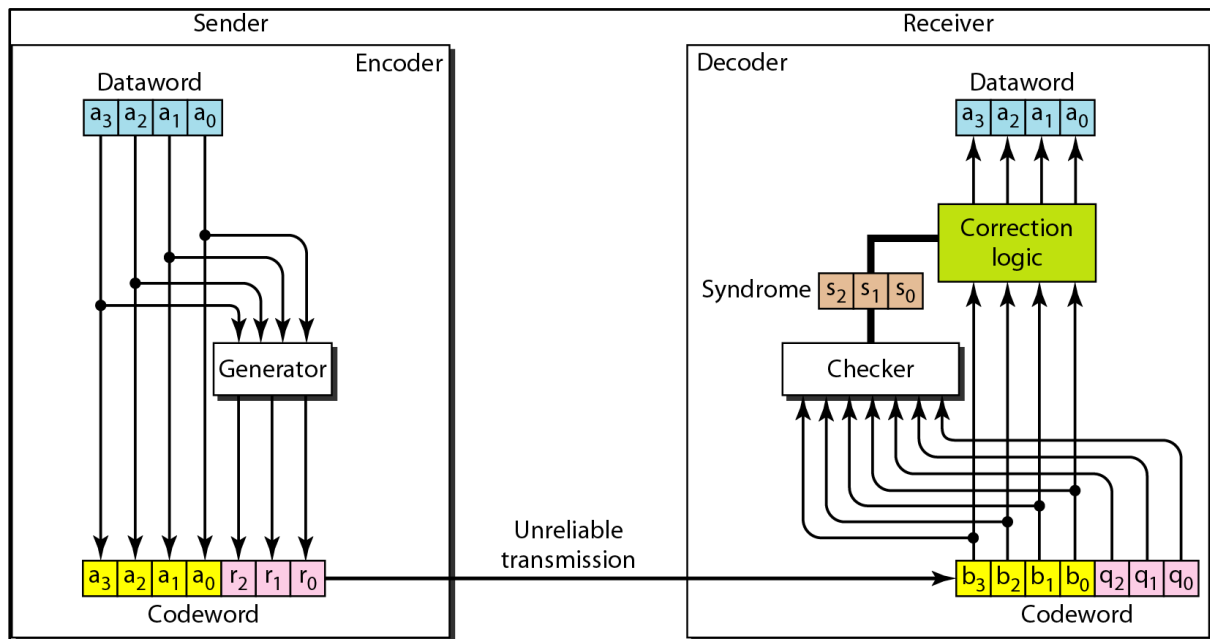 Sender
Receiver
Encoder
Decoder
Dataword
Dataword
a3 a2 a1 a0
a3 a2 a1 a0
Correction
logic
Syndrome
s2 s1 s0
Generator
Checker
Unreliable
transmission
a3 a2 a1 a0 r2 r1 r0
b3 b2 b1 b0 q2 q1 q0
Codeword
Codeword